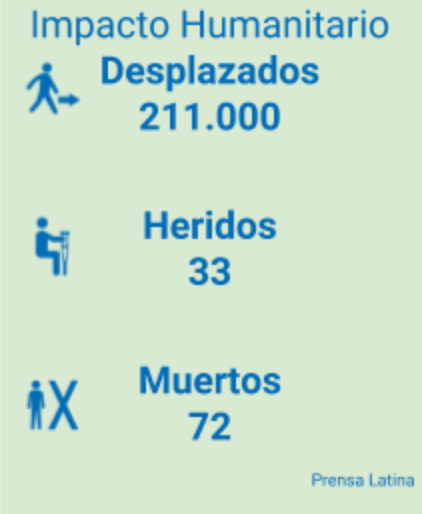 Impacto Humanitario
Desplazados
211.000
Heridos
33
Muertos
72
Prensa Latina